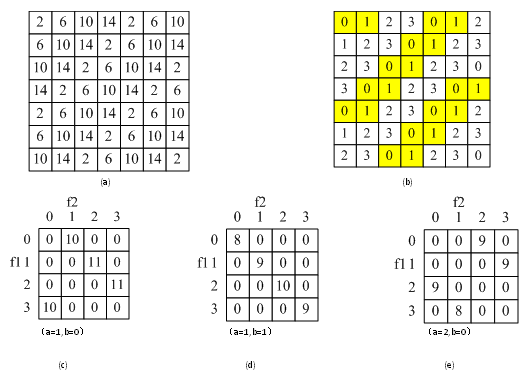 2 6 10 14 2 6 10
6 10 14 2 6 10 14
10 14 2 6 10 14 2
14 2 6 10 14 2 6
2 6 10 14 2 6 10
6 10 14 2 6 10 14
10 14 2 6 10 14 2
(a)
0 1 2 3 0 1 2
1 2 3 0 1 2 3
2 3 0 1 2 3 0
3 0 1 2 3 0 1
0 1 2 3 0 1 2
1 2 3 0 1 2 3
2 3 0 1 2 3 0
(b)
f2
0 1 2 3
0 0 10 0 0
f1 1 0 0 11 0
2 0 0 0 11
3 10 0 0 0
(a=1,b=0)
(c)
f2
0 1 2 3
0 8 0 0 0
f1 1 0 9 0 0
2 0 0 10 0
3 0 0 0 9
(a=1,b=1)
(d)
f2
0 1 2 3
0 0 0 9 0
f1 1 0 0 0 9
2 9 0 0 0
3 0 8 0 0
(a=2,b=0)
(e)